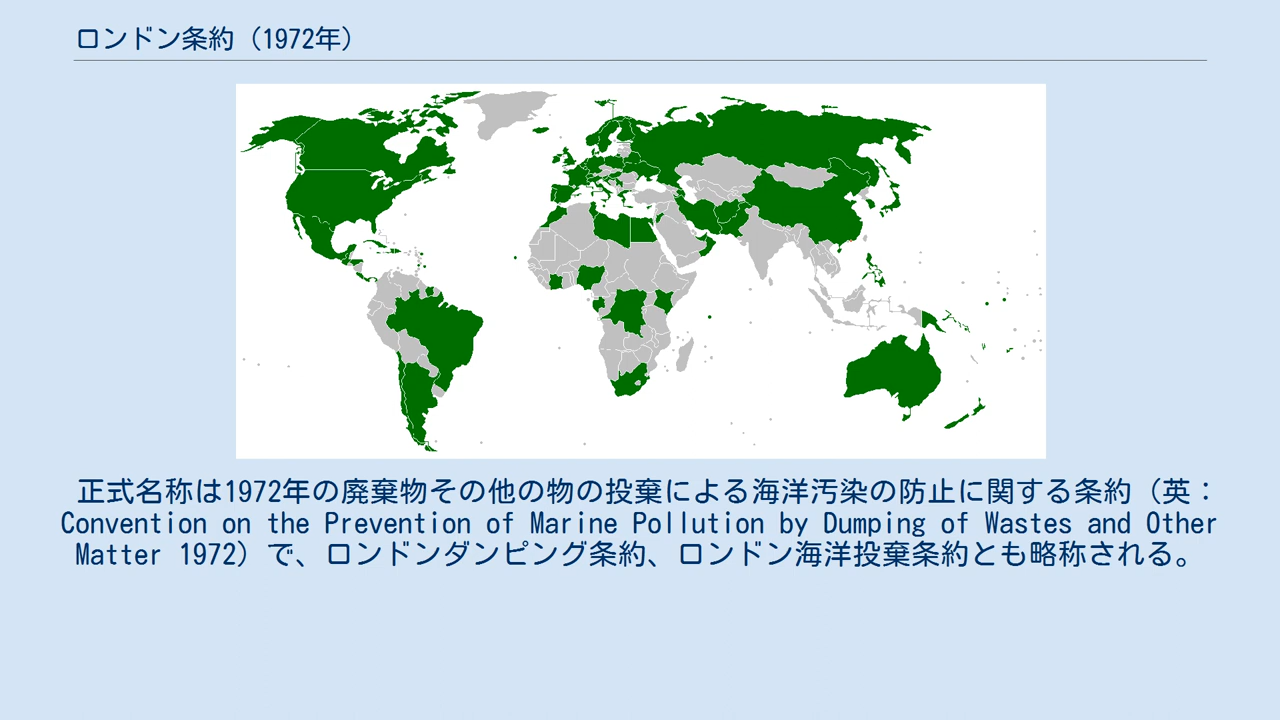 ロンドン条約（1972年）
正式名称は1972年の廃棄物その他の物の投棄による海洋汚染の防止に関する条約（英：
Convention on the Prevention of Marine Pollution by Dumping of Wastes and Other
Matter 1972）で、ロンドンダンピング条約、ロンドン海洋投棄条約とも略称される。